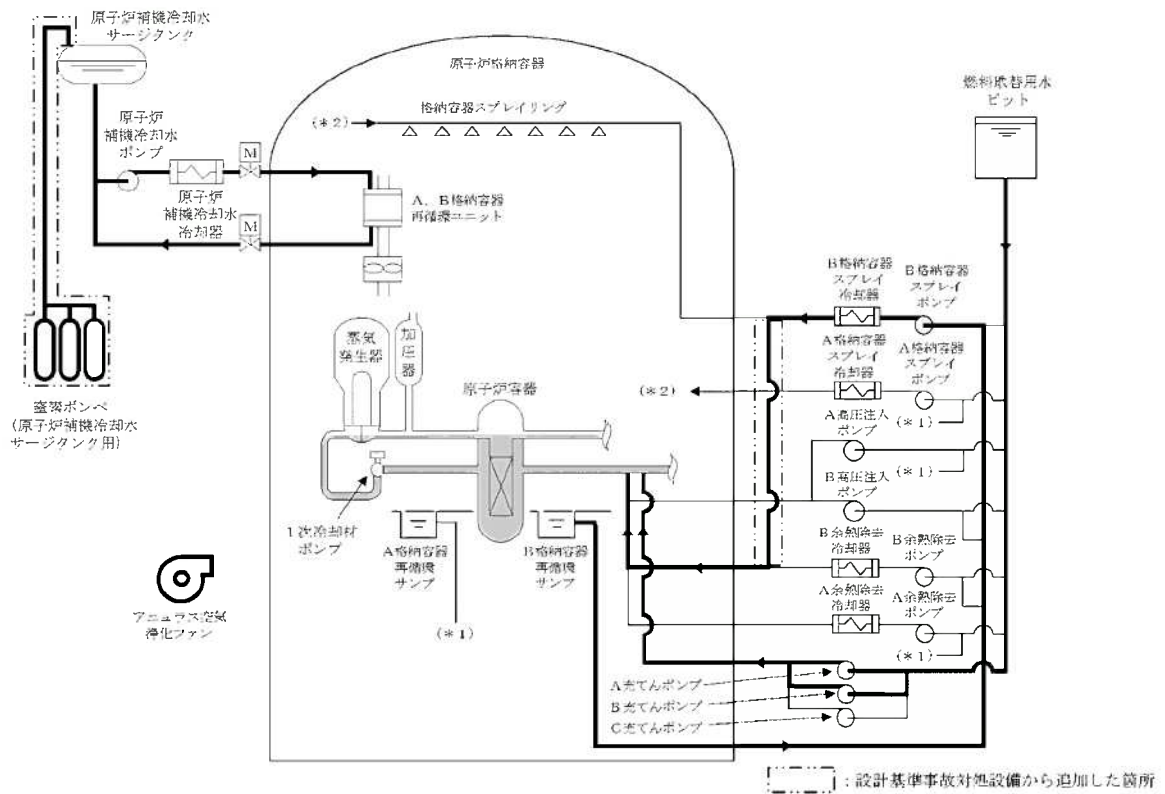 原子炉補機冷却水
サージタンク
原子炉
補機冷却水
ポンプ
M
原子炉
補機冷却水
冷却器
M
窒素ボンベ
(原子炉補機冷却水
サージタンク用)
原子炉格納容器
格納容器スプレイリング
(*2)
A、B格納容器
再循環ユニット
蒸気
発生器
加
圧
器
原子炉容器
1次冷却材
ポンプ
A格納容器
再循環
サンプ
B格納容器
再循環
サンプ
(*1)
アニュラス空気
浄化ファン
燃料取替用水
ピット
B格納容器
スプレイ
冷却器
B格納容器
スプレイ
ポンプ
A格納容器
スプレイ
冷却器
A格納容器
スプレイ
ポンプ
(*2)
(*1)
A高圧注入
ポンプ
(*1)
B高圧注入
ポンプ
B余熱除去
冷却器
B余熱除去
ポンプ
A余熱除去
冷却器
A余熱除去
ポンプ
(*1)
A充てんポンプ
B充てんポンプ
C充てんポンプ
:設計基準事故対処設備から追加した箇所